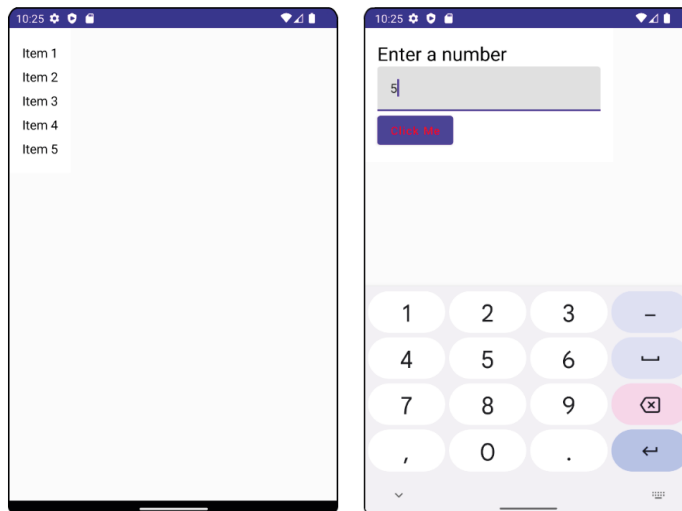 10:25
Item 1
Item 2
Item 3
Item 4
Item 5
10:25
Enter a number
5
Click Me
1 2 3 –
4 5 6
7 8 9
, 0 .